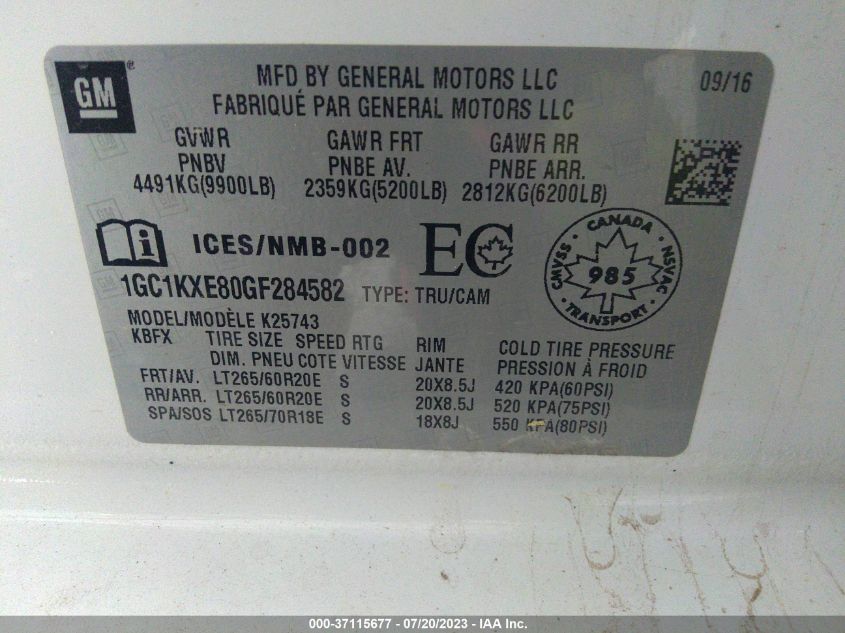 GM®
MFD BY GENERAL MOTORS LLC 09/16
FABRIQUÉ PAR GENERAL MOTORS LLC
GVWR GAWR FRT GAWR RR
PNBV PNBE AV. PNBE ARR.
4491KG(9900LB) 2359KG(5200LB) 2812KG(6200LB)
i ICES/NMB-002 EC
CANADA
CMVSS 985 NSVAC
TRANSPORT
1GC1KXE80GF284582 TYPE: TRU/CAM
MODEL/MODÈLE K25743
KBFX TIRE SIZE SPEED RTG RIM COLD TIRE PRESSURE
DIM. PNEU COTE VITESSE JANTE PRESSION À FROID
FRT/AV. LT265/60R20E S 20X8.5J 420 KPA(60PSI)
RR/ARR. LT265/60R20E S 20X8.5J 520 KPA(75PSI)
SPA/SOS LT265/70R18E S 18X8J 550 KPA(80PSI)
000-37115677 / 07/20/2023 - IAA Inc.